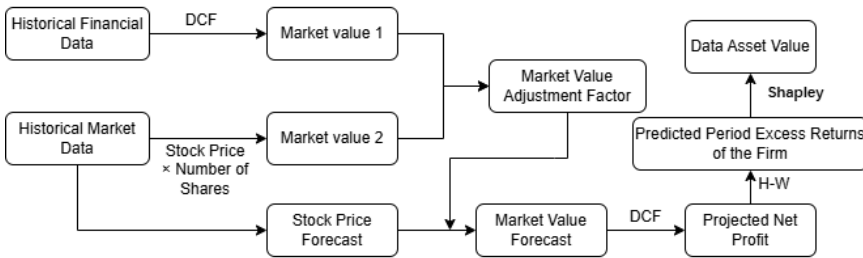 Historical Financial
Data
DCF
Market value 1
Data Asset Value
Market Value
Adjustment Factor
Shapley
Historical Market
Data
Stock Price
× Number of
Shares
Market value 2
Predicted Period Excess Returns
of the Firm
H-W
Stock Price
Forecast
Market Value
Forecast
DCF
Projected Net
Profit